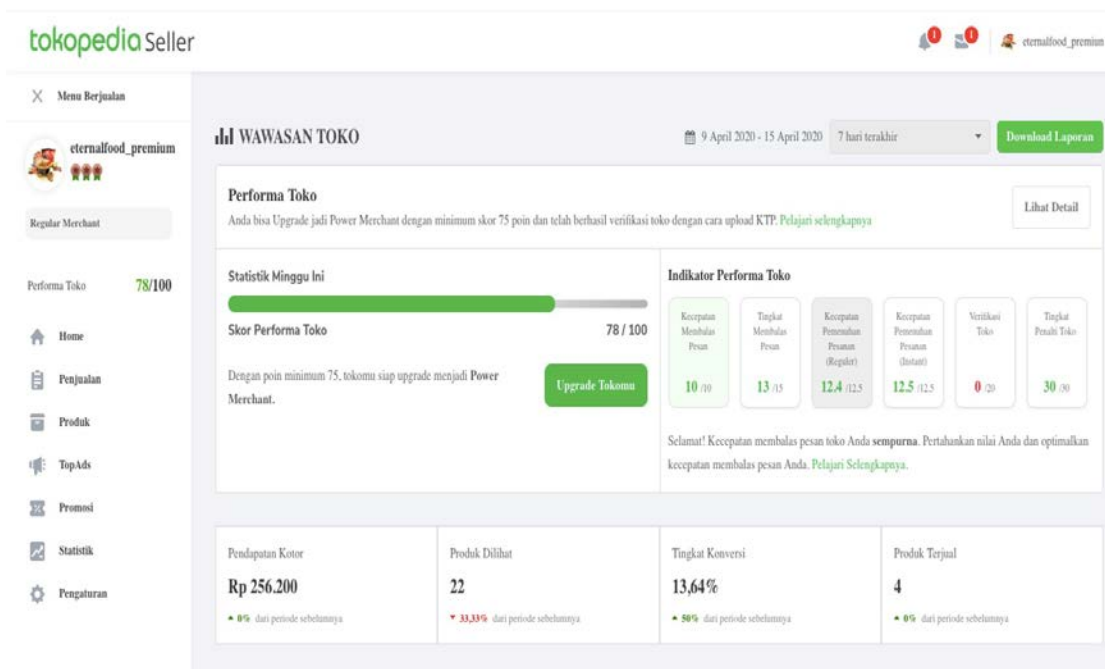 tokopedia Seller
1
1
eternalfood_premium
Menu Berjualan
eternalfood_premium
Regular Merchant
Performa Toko 78/100
Home
Penjualan
Produk
TopAds
Promosi
Statistik
Pengaturan
WAWASAN TOKO
9 April 2020 - 15 April 2020
7 hari terakhir
Download Laporan
Performa Toko
Anda bisa Upgrade jadi Power Merchant dengan minimum skor 75 poin dan telah berhasil verifikasi toko dengan cara upload KTP. Pelajari selengkapnya
Lihat Detail
Statistik Minggu Ini
Skor Performa Toko 78 / 100
Dengan poin minimum 75, tokomu siap upgrade menjadi Power
Merchant.
Upgrade Tokomu
Indikator Performa Toko
Kecepatan
Membalas
Pesan
10 /10
Tingkat
Membalas
Pesan
13 /15
Kecepatan
Pemenuhan
Pesanan
(Reguler)
12.4 /12.5
Kecepatan
Pemenuhan
Pesanan
(Instant)
12.5 /12.5
Verifikasi
Toko
0 /20
Tingkat
Penalti Toko
30 /30
Selamat! Kecepatan membalas pesan toko Anda sempurna. Pertahankan nilai Anda dan optimalkan
kecepatan membalas pesan Anda. Pelajari Selengkapnya.
Pendapatan Kotor
Rp 256.200
0% dari periode sebelumnya
Produk Dilihat
22
33,33% dari periode sebelumnya
Tingkat Konversi
13,64%
50% dari periode sebelumnya
Produk Terjual
4
0% dari periode sebelumnya